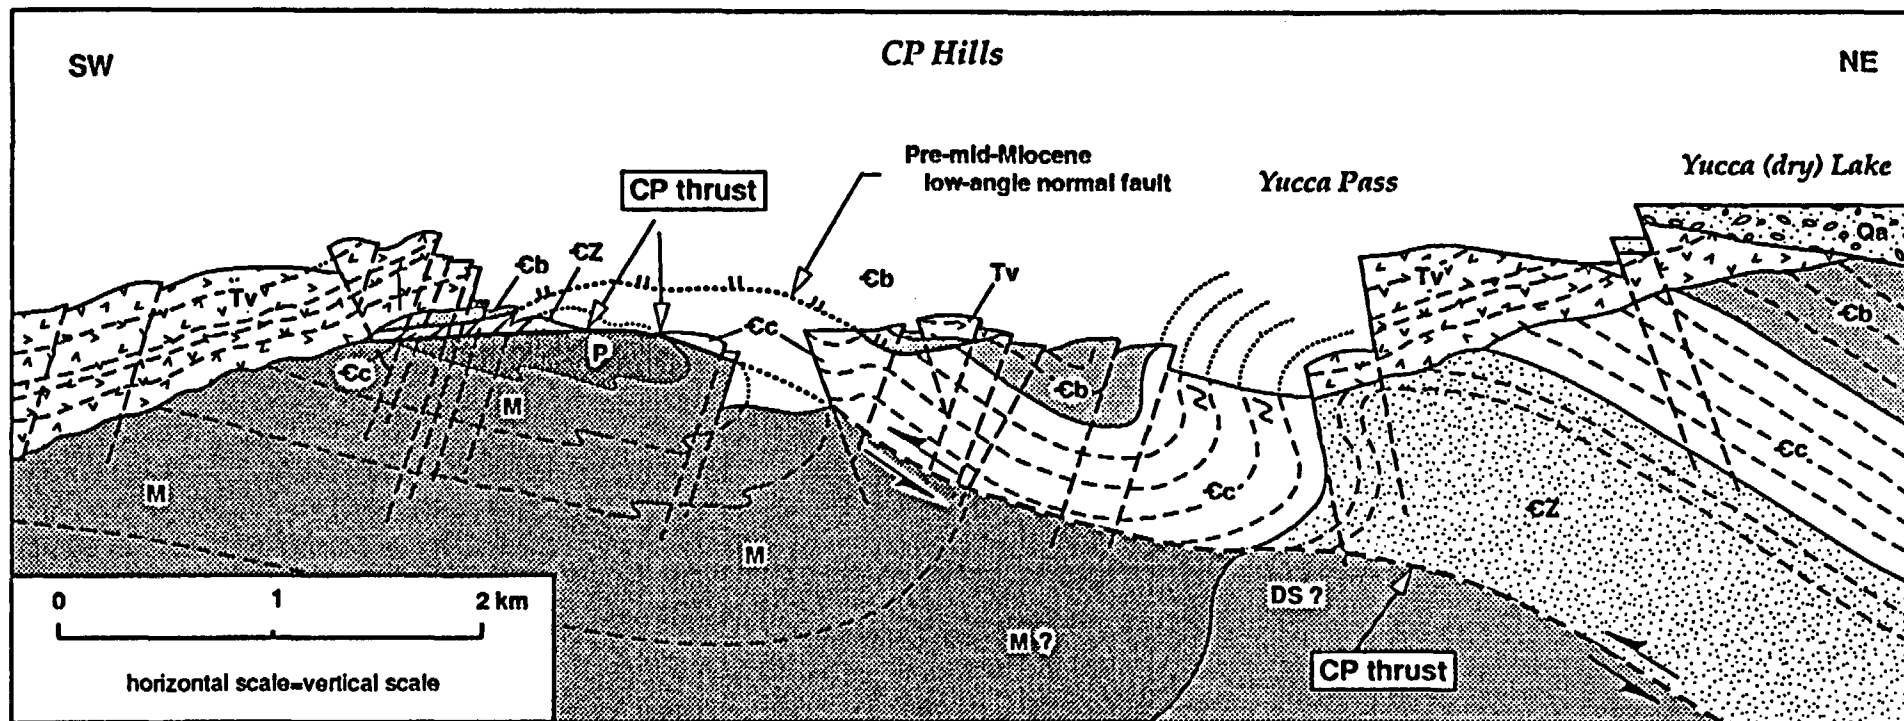 SW
CP Hills
NE
Pre-mid-Miocene
low-angle normal fault
Yucca Pass
Yucca (dry) Lake
CP thrust
Qa
Єb
ЄZ
Єb
Tv
Tv
Tv
Єc
Єb
P
Єc
Єb
M
Єc
M
Єc
ЄZ
M
DS ?
M ?
CP thrust
0 1 2 km
horizontal scale=vertical scale